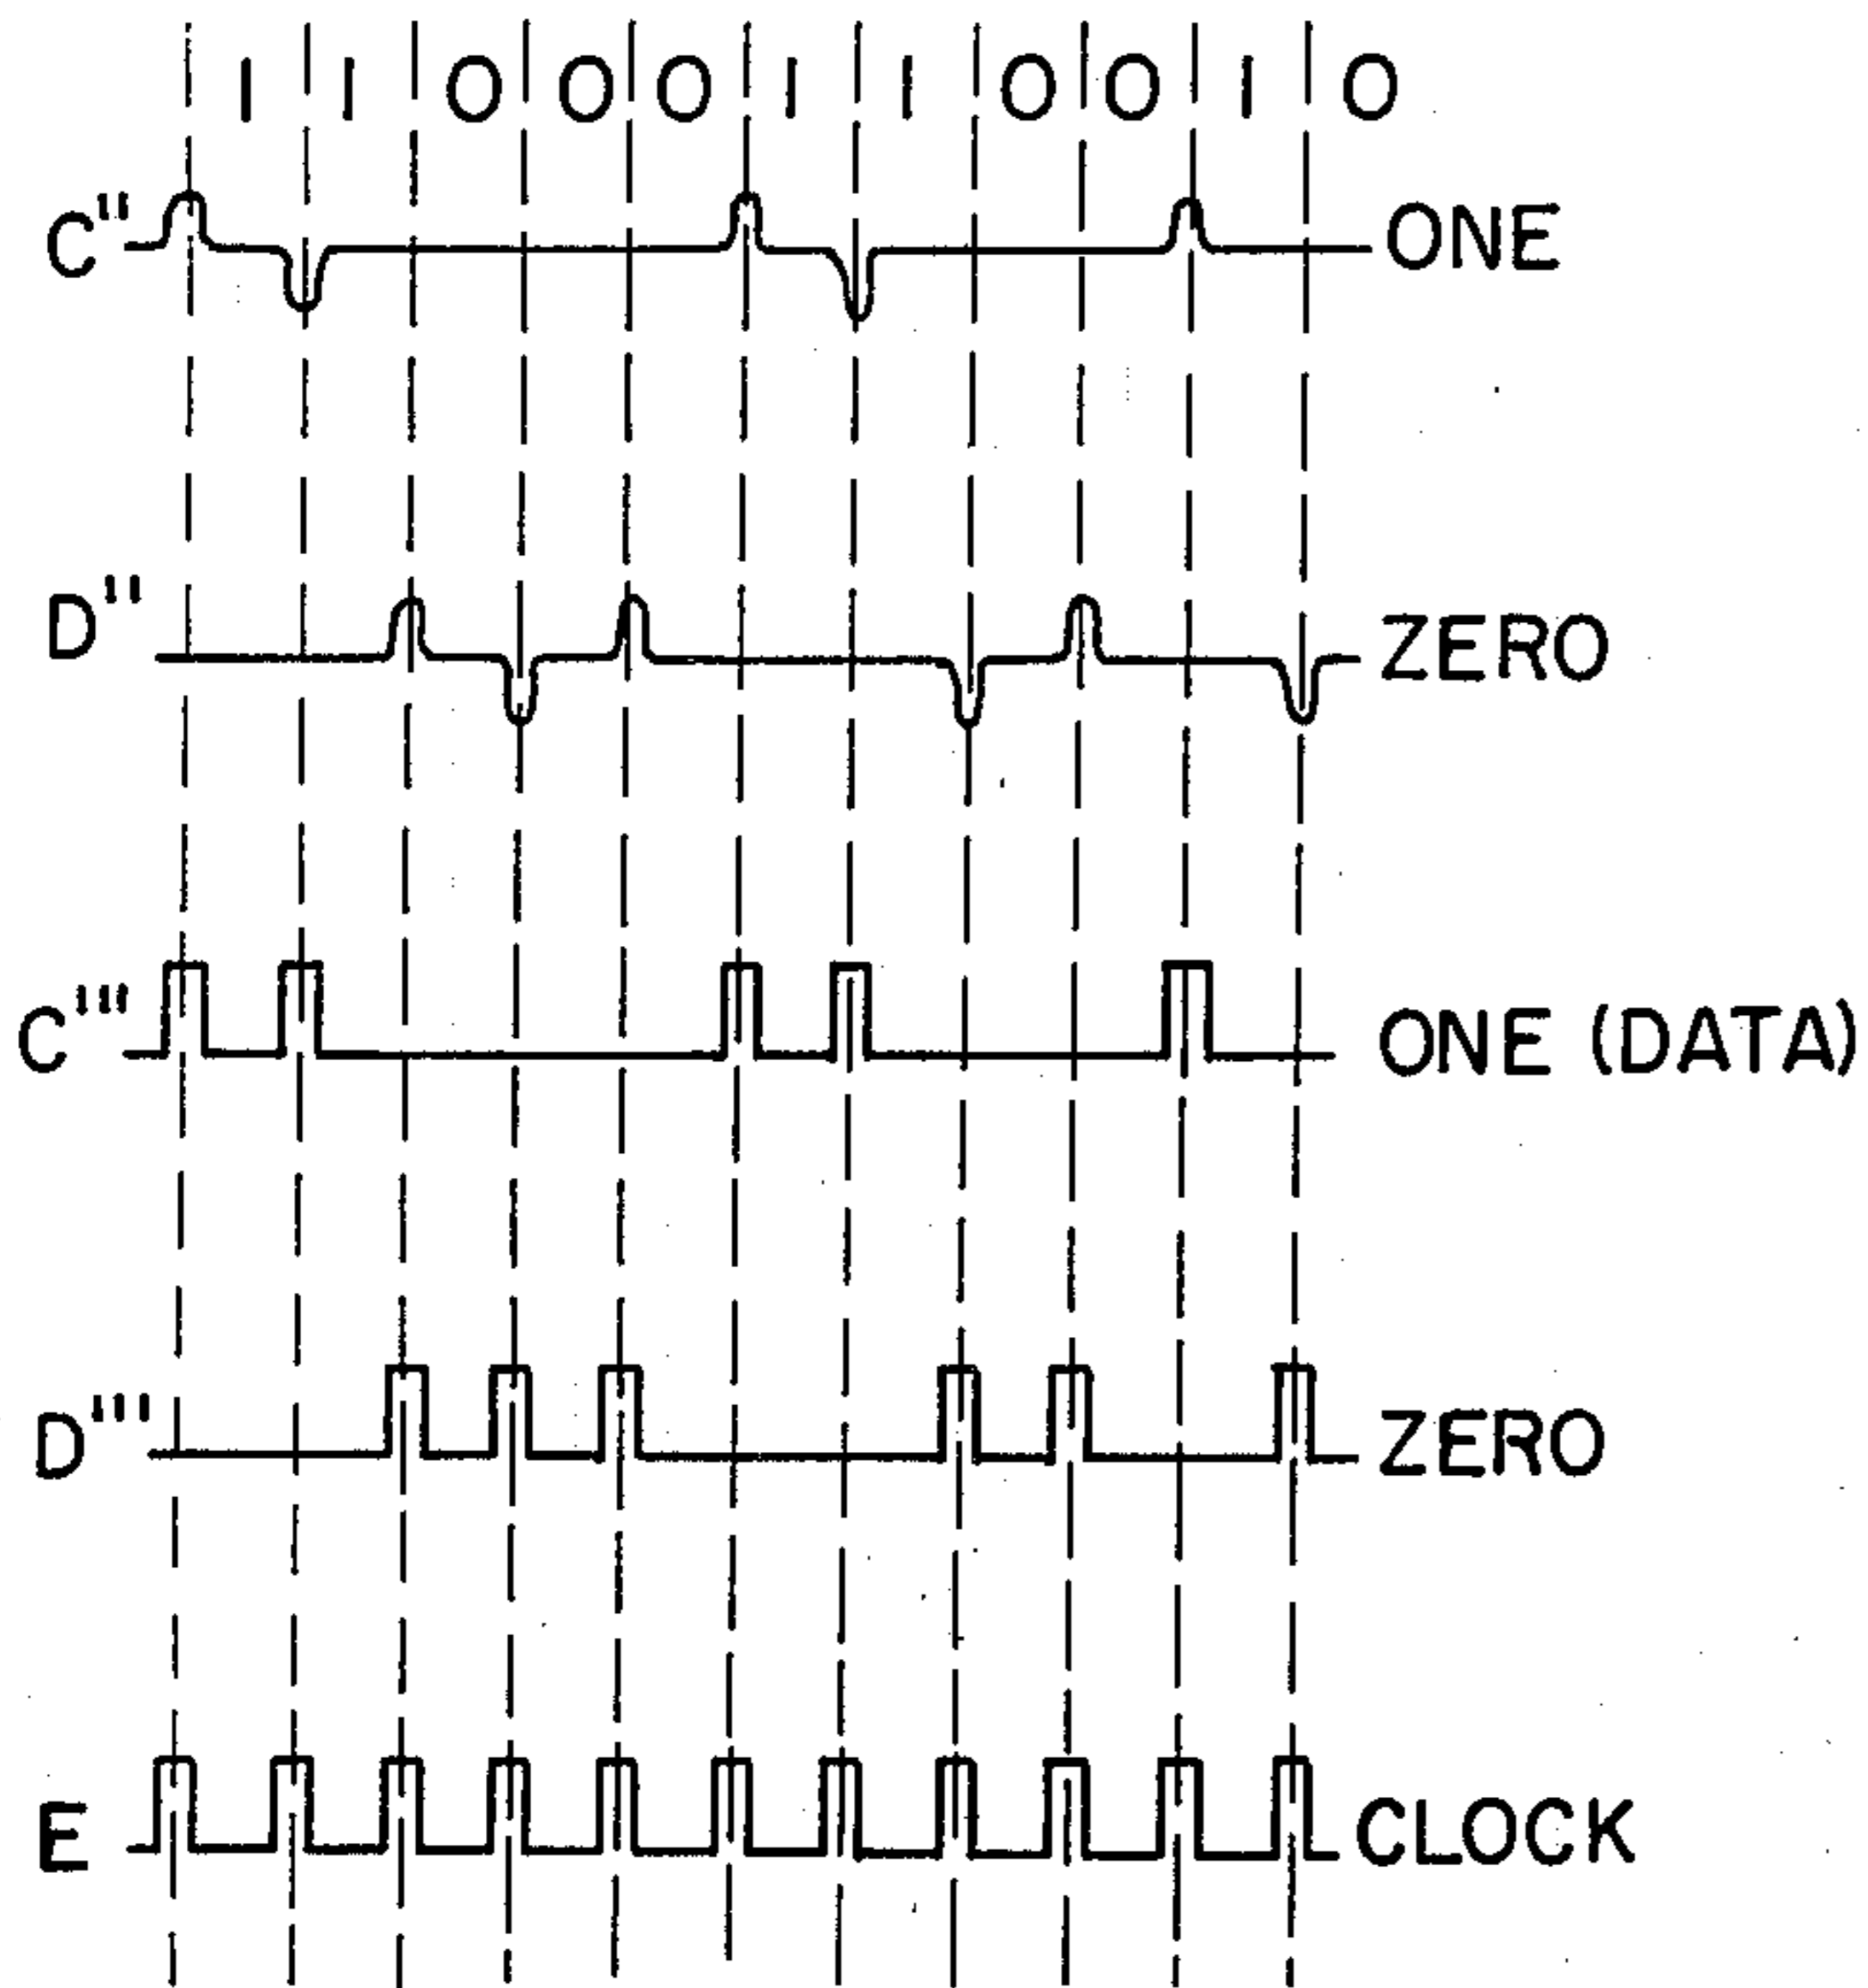 1 1 0 0 0 1 1 0 0 1 0
C'' ONE
D'' ZERO
C''' ONE (DATA)
D''' ZERO
E CLOCK